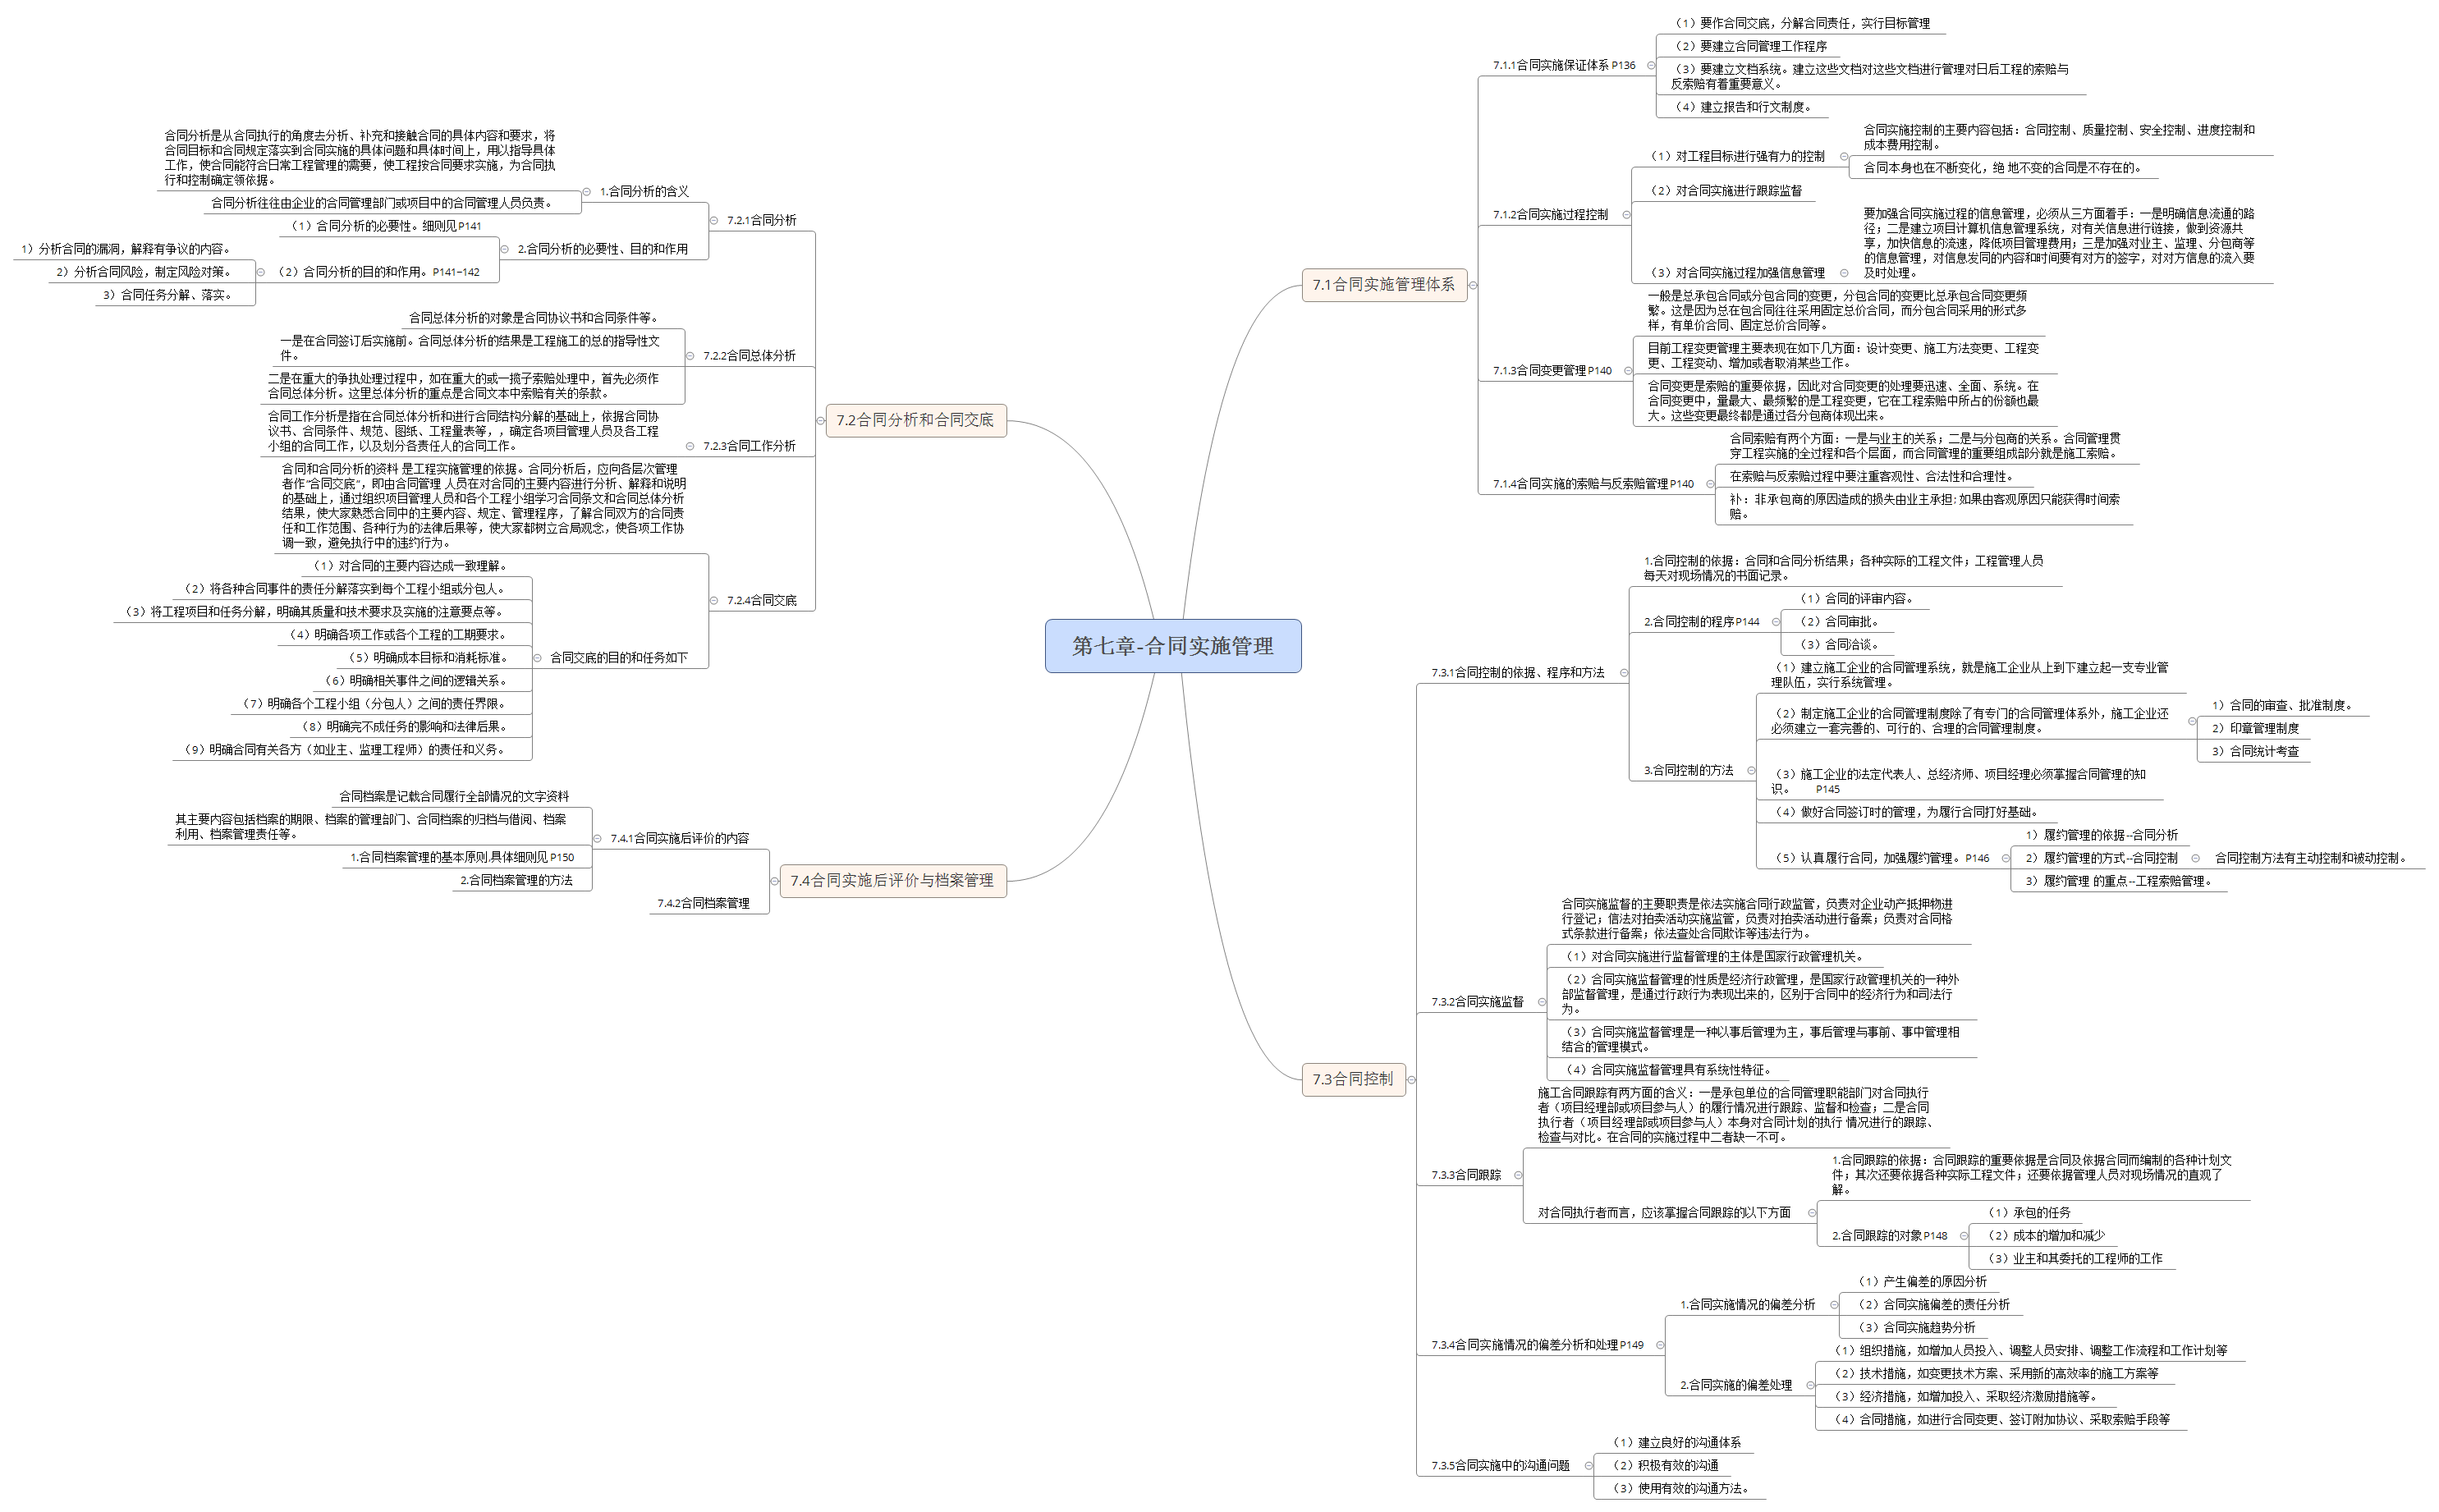 第七章-合同实施管理
7.1合同实施管理体系
7.1.1合同实施保证体系 P136
（1）要作合同交底，分解合同责任，实行目标管理
（2）要建立合同管理工作程序
（3）要建立文档系统。建立这些文档对这些文档进行管理对日后工程的索赔与
反索赔有着重要意义。
（4）建立报告和行文制度。
7.1.2合同实施过程控制
（1）对工程目标进行强有力的控制
合同实施控制的主要内容包括：合同控制、质量控制、安全控制、进度控制和
成本费用控制。
合同本身也在不断变化，绝 地不变的合同是不存在的。
（2）对合同实施进行跟踪监督
（3）对合同实施过程加强信息管理
要加强合同实施过程的信息管理，必须从三方面着手：一是明确信息流通的路
径；二是建立项目计算机信息管理系统，对有关信息进行链接，做到资源共
享，加快信息的流速，降低项目管理费用；三是加强对业主、监理、分包商等
的信息管理，对信息发同的内容和时间要有对方的签字，对对方信息的流入要
及时处理。
7.1.3合同变更管理 P140
一般是总承包合同或分包合同的变更，分包合同的变更比总承包合同变更频
繁。这是因为总在包合同往往采用固定总价合同，而分包合同采用的形式多
样，有单价合同、固定总价合同等。
目前工程变更管理主要表现在如下几方面：设计变更、施工方法变更、工程变
更、工程变动、增加或者取消某些工作。
合同变更是索赔的重要依据，因此对合同变更的处理要迅速、全面、系统。在
合同变更中，量最大、最频繁的是工程变更，它在工程索赔中所占的份额也最
大。这些变更最终都是通过各分包商体现出来。
7.1.4合同实施的索赔与反索赔管理 P140
合同索赔有两个方面：一是与业主的关系；二是与分包商的关系。合同管理贯
穿工程实施的全过程和各个层面，而合同管理的重要组成部分就是施工索赔。
在索赔与反索赔过程中要注重客观性、合法性和合理性。
补：非承包商的原因造成的损失由业主承担；如果由客观原因只能获得时间索
赔。
7.2合同分析和合同交底
7.2.1合同分析
1.合同分析的含义
合同分析是从合同执行的角度去分析、补充和接触合同的具体内容和要求，将
合同目标和合同规定落实到合同实施的具体问题和具体时间上，用以指导具体
工作，使合同能符合日常工程管理的需要，使工程按合同要求实施，为合同执
行和控制确定领依据。
合同分析往往由企业的合同管理部门或项目中的合同管理人员负责。
2.合同分析的必要性、目的和作用
（1）合同分析的必要性。细则见P141
（2）合同分析的目的和作用。P141-142
1）分析合同的漏洞，解释有争议的内容。
2）分析合同风险，制定风险对策。
3）合同任务分解、落实。
7.2.2合同总体分析
合同总体分析的对象是合同协议书和合同条件等。
一是在合同签订后实施前。合同总体分析的结果是工程施工的总的指导性文
件。
二是在重大的争执处理过程中，如在重大的或一揽子索赔处理中，首先必须作
合同总体分析。这里总体分析的重点是合同文本中索赔有关的条款。
7.2.3合同工作分析
合同工作分析是指在合同总体分析和进行合同结构分解的基础上，依据合同协
议书、合同条件、规范、图纸、工程量表等，，确定各项目管理人员及各工程
小组的合同工作，以及划分各责任人的合同工作。
7.2.4合同交底
合同和合同分析的资料 是工程实施管理的依据。合同分析后，应向各层次管理
者作"合同交底"，即由合同管理 人员在对合同的主要内容进行分析、解释和说明
的基础上，通过组织项目管理人员和各个工程小组学习合同条文和合同总体分析
结果，使大家熟悉合同中的主要内容、规定、管理程序，了解合同双方的合同责
任和工作范围、各种行为的法律后果等，使大家都树立合局观念，使各项工作协
调一致，避免执行中的违约行为。
合同交底的目的和任务如下
（1）对合同的主要内容达成一致理解。
（2）将各种合同事件的责任分解落实到每个工程小组或分包人。
（3）将工程项目和任务分解，明确其质量和技术要求及实施的注意要点等。
（4）明确各项工作或各个工程的工期要求。
（5）明确成本目标和消耗标准。
（6）明确相关事件之间的逻辑关系。
（7）明确各个工程小组（分包人）之间的责任界限。
（8）明确完不成任务的影响和法律后果。
（9）明确合同有关各方（如业主、监理工程师）的责任和义务。
7.3合同控制
7.3.1合同控制的依据、程序和方法
1.合同控制的依据：合同和合同分析结果；各种实际的工程文件；工程管理人员
每天对现场情况的书面记录。
2.合同控制的程序P144
（1）合同的评审内容。
（2）合同审批。
（3）合同洽谈。
3.合同控制的方法
（1）建立施工企业的合同管理系统，就是施工企业从上到下建立起一支专业管
理队伍，实行系统管理。
（2）制定施工企业的合同管理制度除了有专门的合同管理体系外，施工企业还
必须建立一套完善的、可行的、合理的合同管理制度。
1）合同的审查、批准制度。
2）印章管理制度
3）合同统计考查
（3）施工企业的法定代表人、总经济师、项目经理必须掌握合同管理的知
识。 P145
（4）做好合同签订时的管理，为履行合同打好基础。
（5）认真履行合同，加强履约管理。P146
1）履约管理的依据--合同分析
2）履约管理的方式--合同控制
合同控制方法有主动控制和被动控制。
3）履约管理 的重点--工程索赔管理。
7.3.2合同实施监督
合同实施监督的主要职责是依法实施合同行政监管，负责对企业动产抵押物进
行登记；信法对拍卖活动实施监管，负责对拍卖活动进行备案；负责对合同格
式条款进行备案；依法查处合同欺诈等违法行为。
（1）对合同实施进行监督管理的主体是国家行政管理机关。
（2）合同实施监督管理的性质是经济行政管理，是国家行政管理机关的一种外
部监督管理，是通过行政行为表现出来的，区别于合同中的经济行为和司法行
为。
（3）合同实施监督管理是一种以事后管理为主，事后管理与事前、事中管理相
结合的管理模式。
（4）合同实施监督管理具有系统性特征。
7.3.3合同跟踪
施工合同跟踪有两方面的含义：一是承包单位的合同管理职能部门对合同执行
者（项目经理部或项目参与人）的履行情况进行跟踪、监督和检查；二是合同
执行者（项目经理部或项目参与人）本身对合同计划的执行 情况进行的跟踪、
检查与对比。在合同的实施过程中二者缺一不可。
对合同执行者而言，应该掌握合同跟踪的以下方面
1.合同跟踪的依据：合同跟踪的重要依据是合同及依据合同而编制的各种计划文
件；其次还要依据各种实际工程文件；还要依据管理人员对现场情况的直观了
解。
2.合同跟踪的对象P148
（1）承包的任务
（2）成本的增加和减少
（3）业主和其委托的工程师的工作
7.3.4合同实施情况的偏差分析和处理P149
1.合同实施情况的偏差分析
（1）产生偏差的原因分析
（2）合同实施偏差的责任分析
（3）合同实施趋势分析
2.合同实施的偏差处理
（1）组织措施，如增加人员投入、调整人员安排、调整工作流程和工作计划等
（2）技术措施，如变更技术方案、采用新的高效率的施工方案等
（3）经济措施，如增加投入、采取经济激励措施等。
（4）合同措施，如进行合同变更、签订附加协议、采取索赔手段等
7.3.5合同实施中的沟通问题
（1）建立良好的沟通体系
（2）积极有效的沟通
（3）使用有效的沟通方法。
7.4合同实施后评价与档案管理
7.4.1合同实施后评价的内容
合同档案是记载合同履行全部情况的文字资料
其主要内容包括档案的期限、档案的管理部门、合同档案的归档与借阅、档案
利用、档案管理责任等。
1.合同档案管理的基本原则,具体细则见 P150
2.合同档案管理的方法
7.4.2合同档案管理